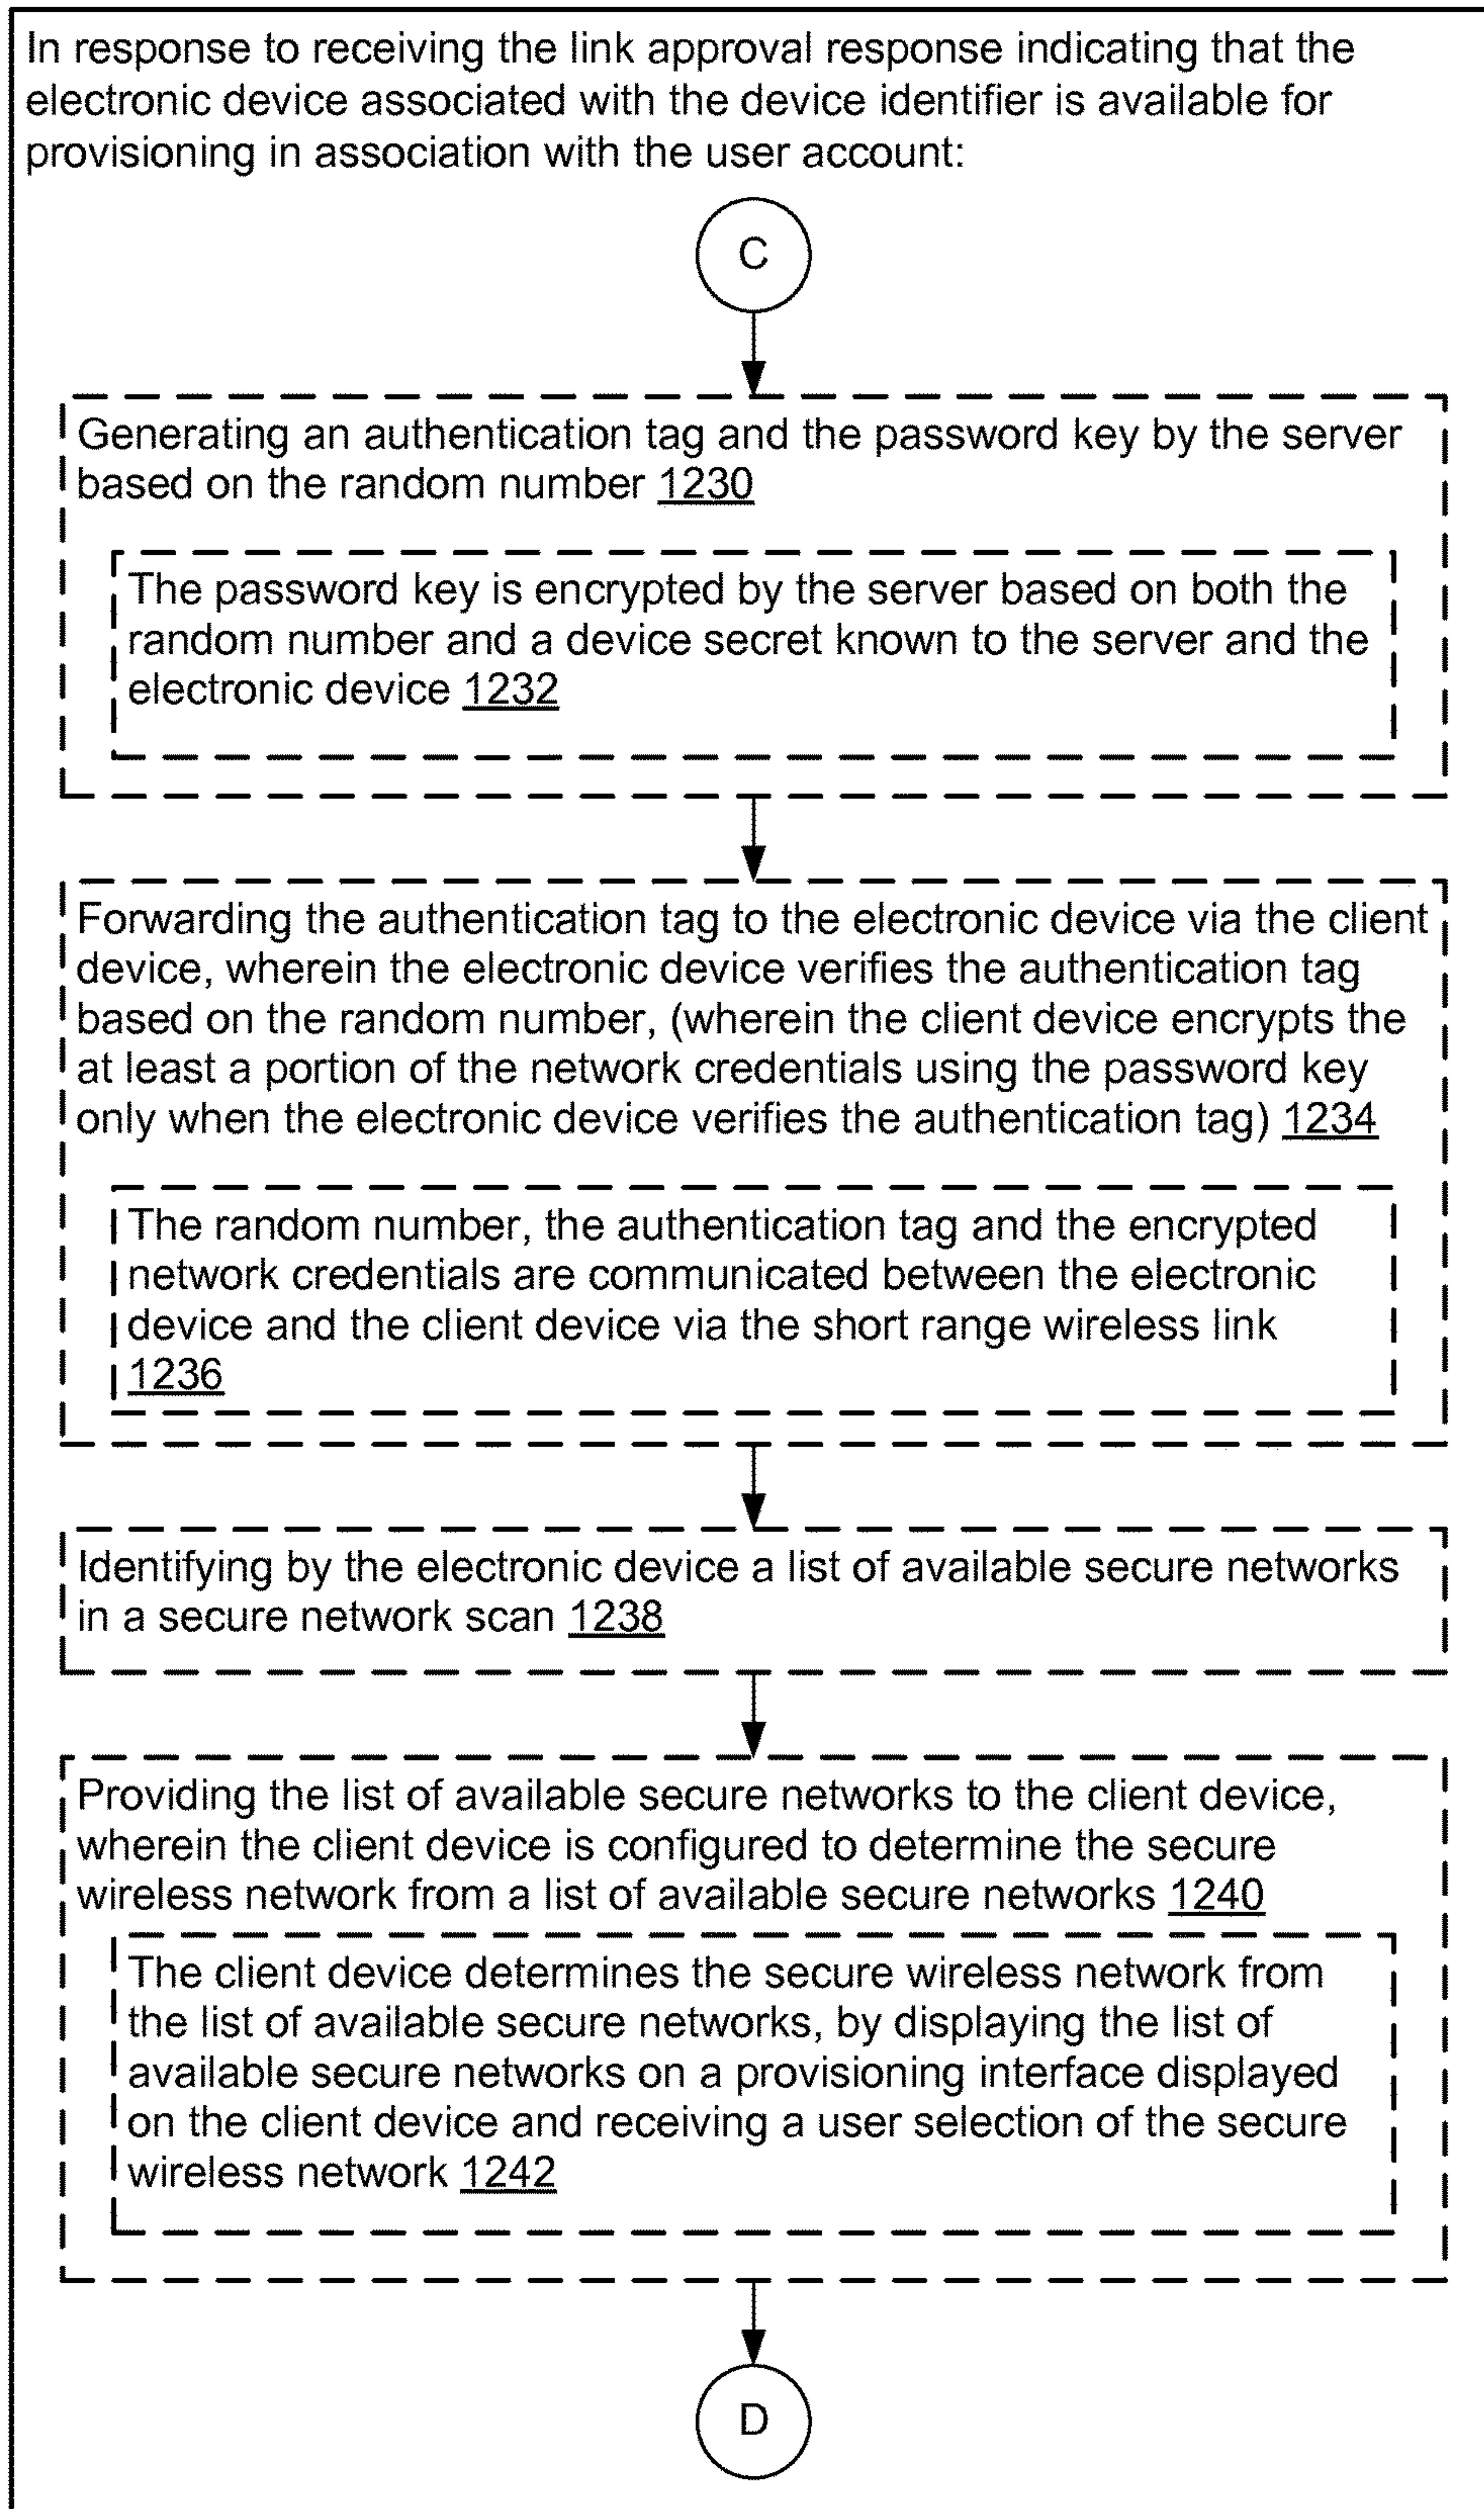 In response to receiving the link approval response indicating that the
electronic device associated with the device identifier is available for
provisioning in association with the user account:
C
Generating an authentication tag and the password key by the server
based on the random number 1230
The password key is encrypted by the server based on both the
random number and a device secret known to the server and the
electronic device 1232
Forwarding the authentication tag to the electronic device via the client
device, wherein the electronic device verifies the authentication tag
based on the random number, (wherein the client device encrypts the
at least a portion of the network credentials using the password key
only when the electronic device verifies the authentication tag) 1234
The random number, the authentication tag and the encrypted
network credentials are communicated between the electronic
device and the client device via the short range wireless link
1236
Identifying by the electronic device a list of available secure networks
in a secure network scan 1238
Providing the list of available secure networks to the client device,
wherein the client device is configured to determine the secure
wireless network from a list of available secure networks 1240
The client device determines the secure wireless network from
the list of available secure networks, by displaying the list of
available secure networks on a provisioning interface displayed
on the client device and receiving a user selection of the secure
wireless network 1242
D